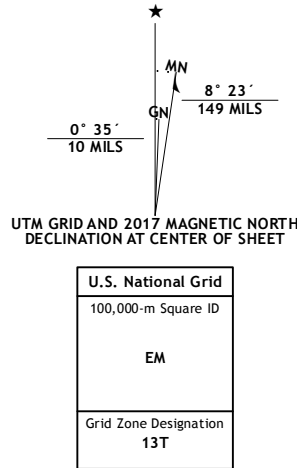 ★
MN
GN
8° 23´
149 MILS
0° 35´
10 MILS
UTM GRID AND 2017 MAGNETIC NORTH
DECLINATION AT CENTER OF SHEET
U.S. National Grid
100,000-m Square ID
EM
Grid Zone Designation
13T